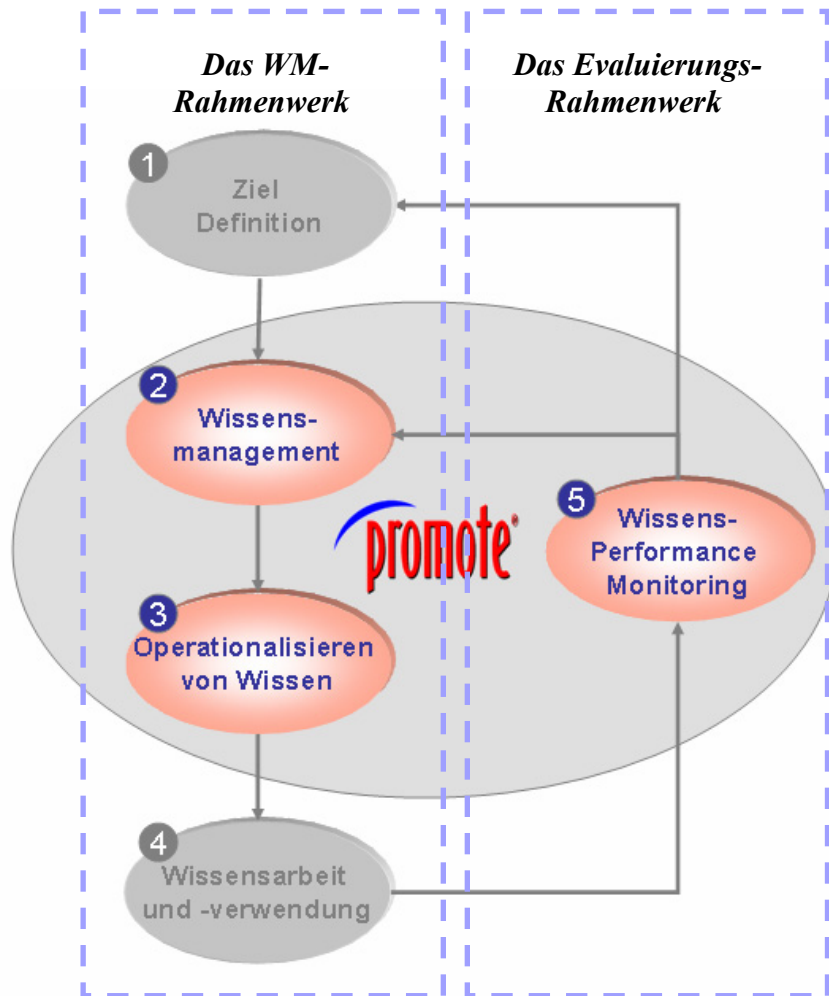 Das WM-
Rahmenwerk
Das Evaluierungs-
Rahmenwerk
1
Ziel
Definition
2
Wissens-
management
promote®
3
Operationalisieren
von Wissen
4
Wissensarbeit
und -verwendung
5
Wissens-
Performance
Monitoring